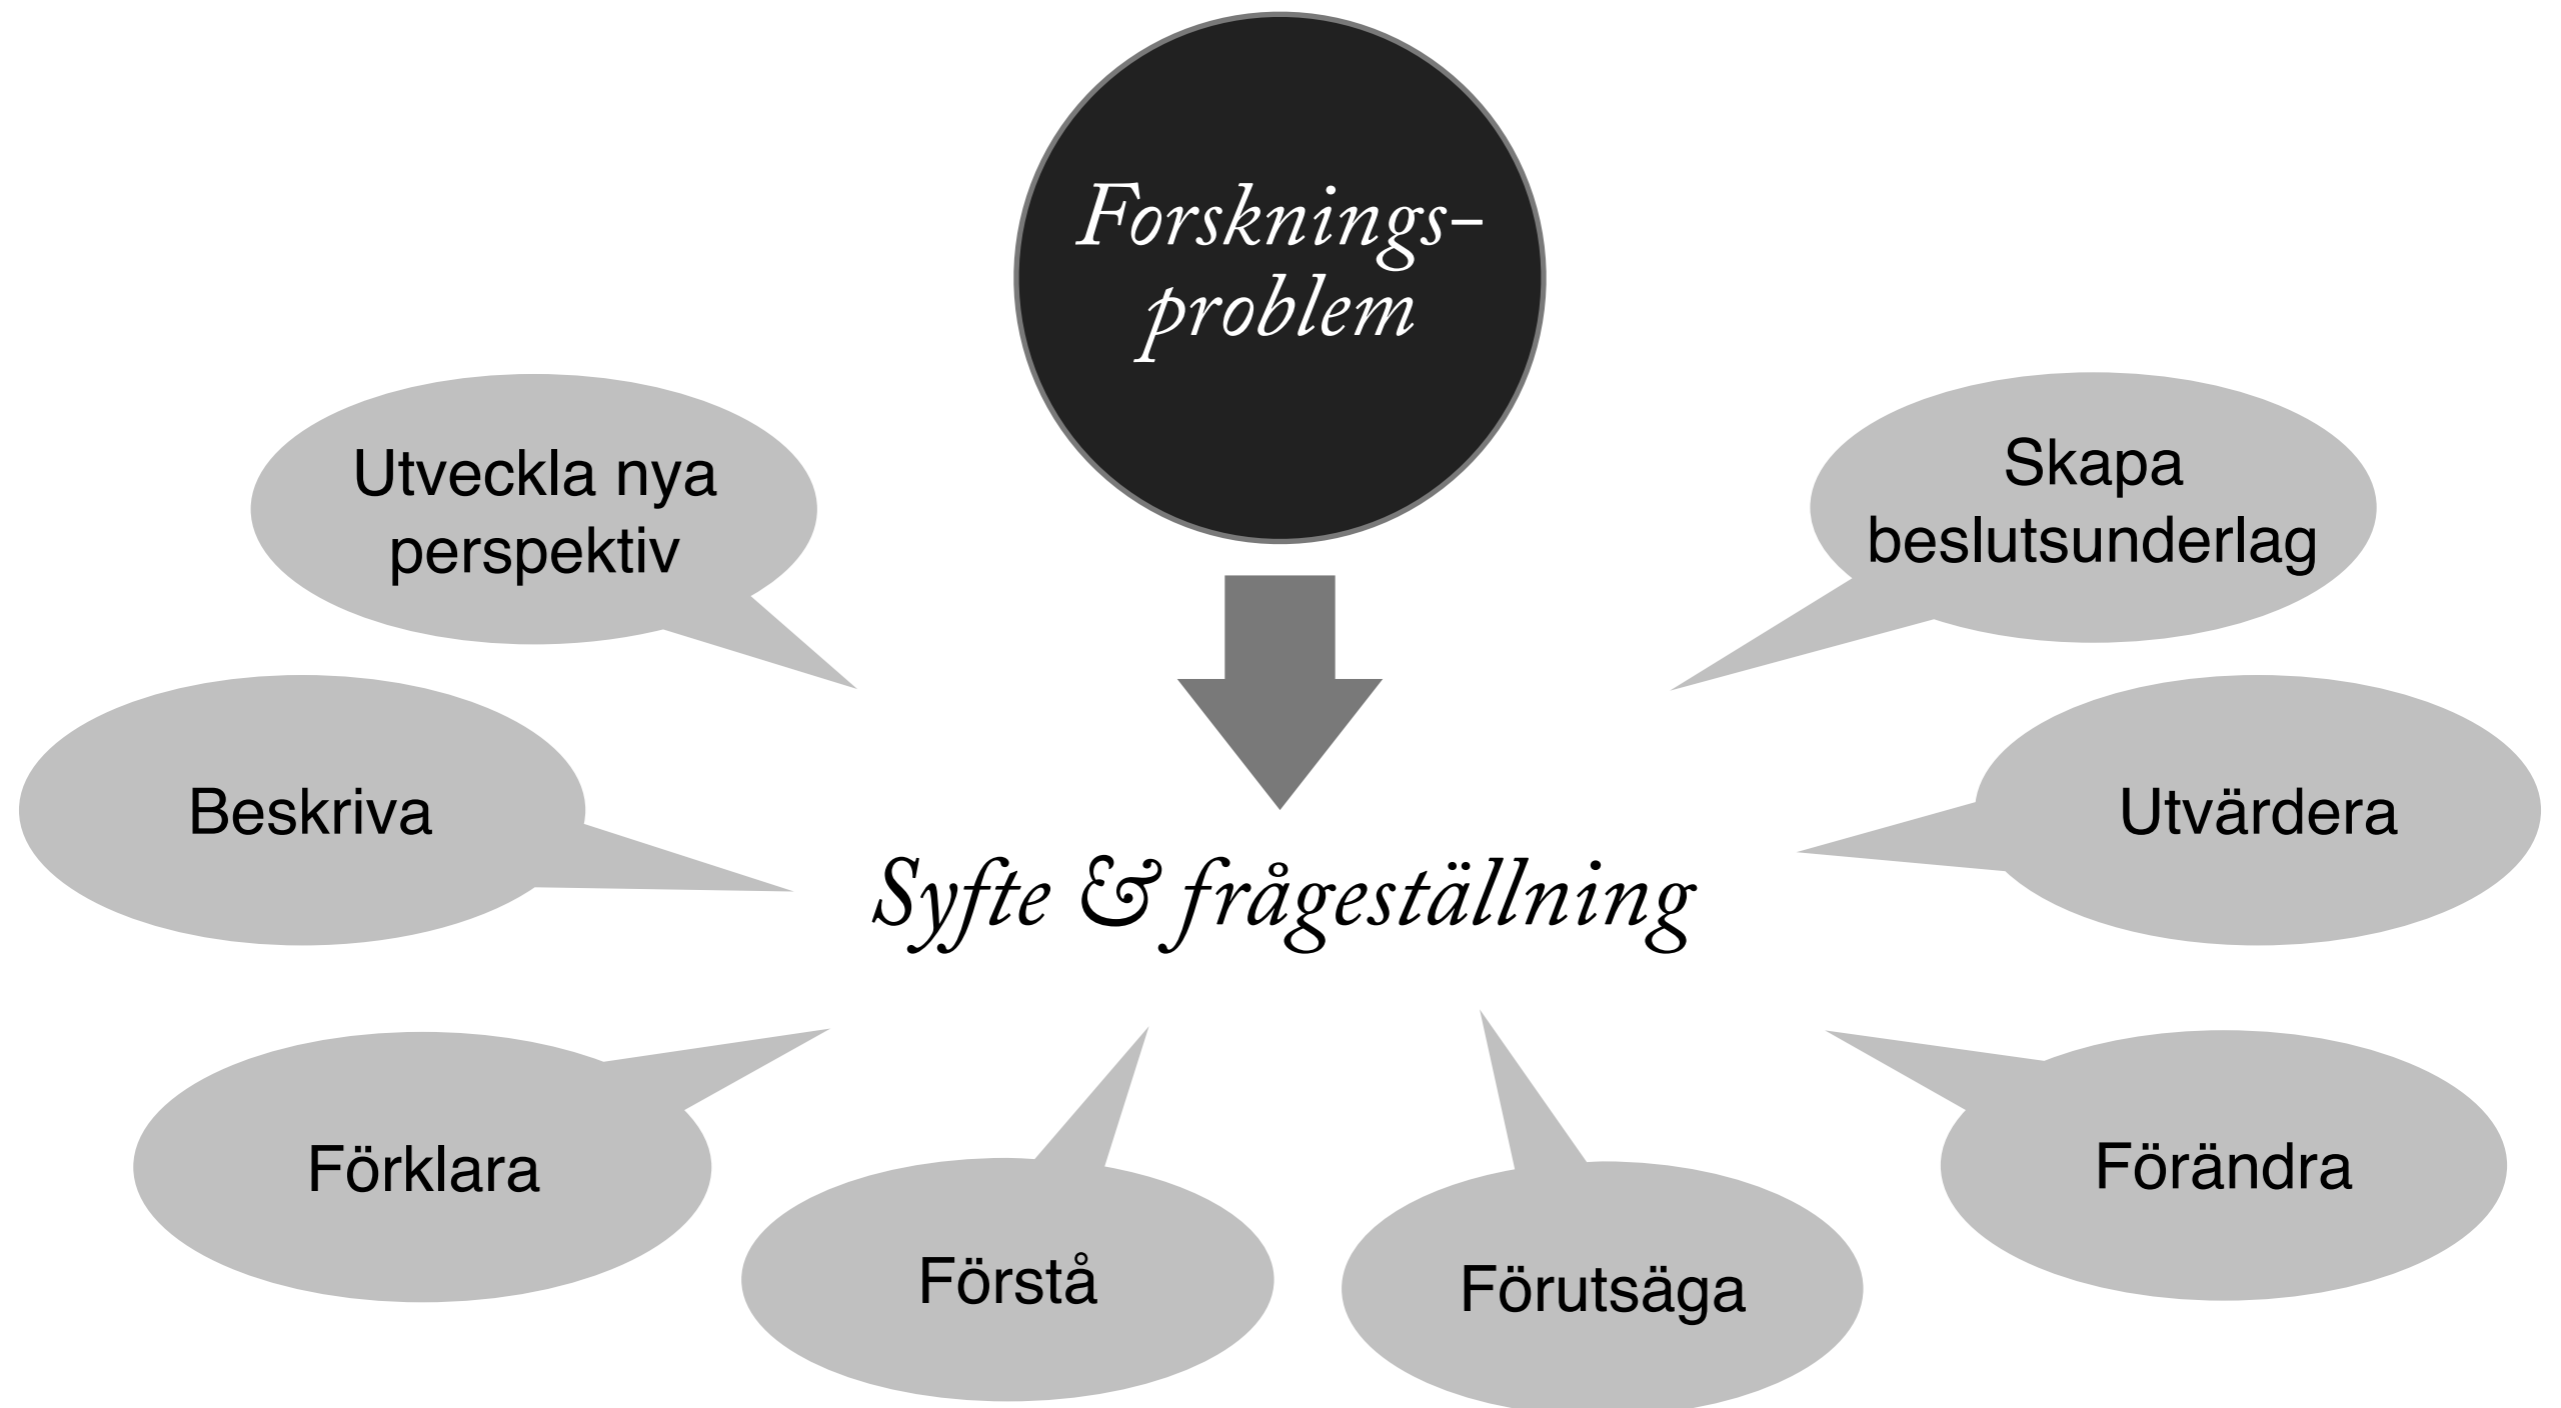 Forsknings-
problem
Utveckla nya
perspektiv
Skapa
beslutsunderlag
Beskriva
Utvärdera
Syfte & frågeställning
Förklara
Förändra
Förstå
Förutsäga